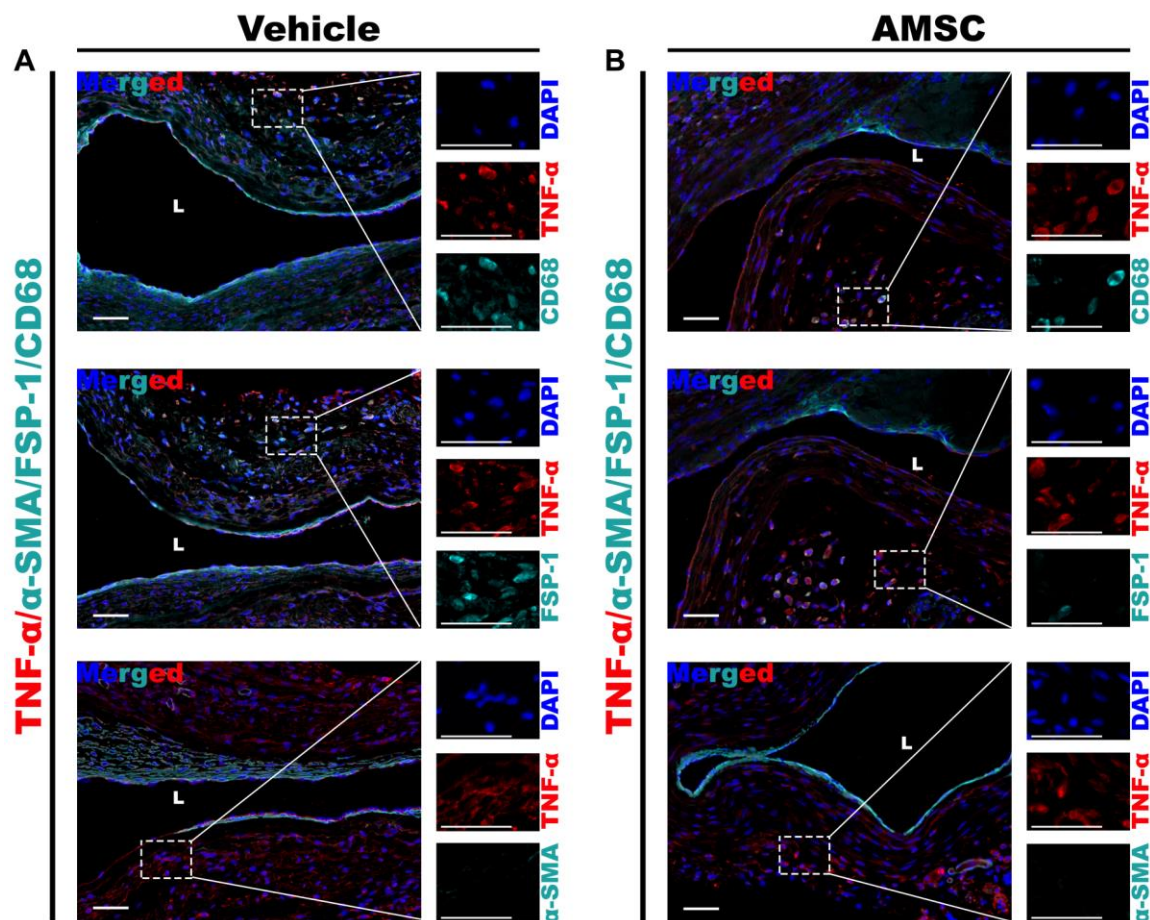 Vehicle
AMSC
A
B
TNF-α/α-SMA/FSP-1/CD68
Merged
L
DAPI
TNF-α
CD68
Merged
L
DAPI
TNF-α
FSP-1
Merged
L
DAPI
TNF-α
α-SMA
TNF-α/α-SMA/FSP-1/CD68
Merged
L
DAPI
TNF-α
CD68
Merged
L
DAPI
TNF-α
FSP-1
Merged
L
DAPI
TNF-α
α-SMA